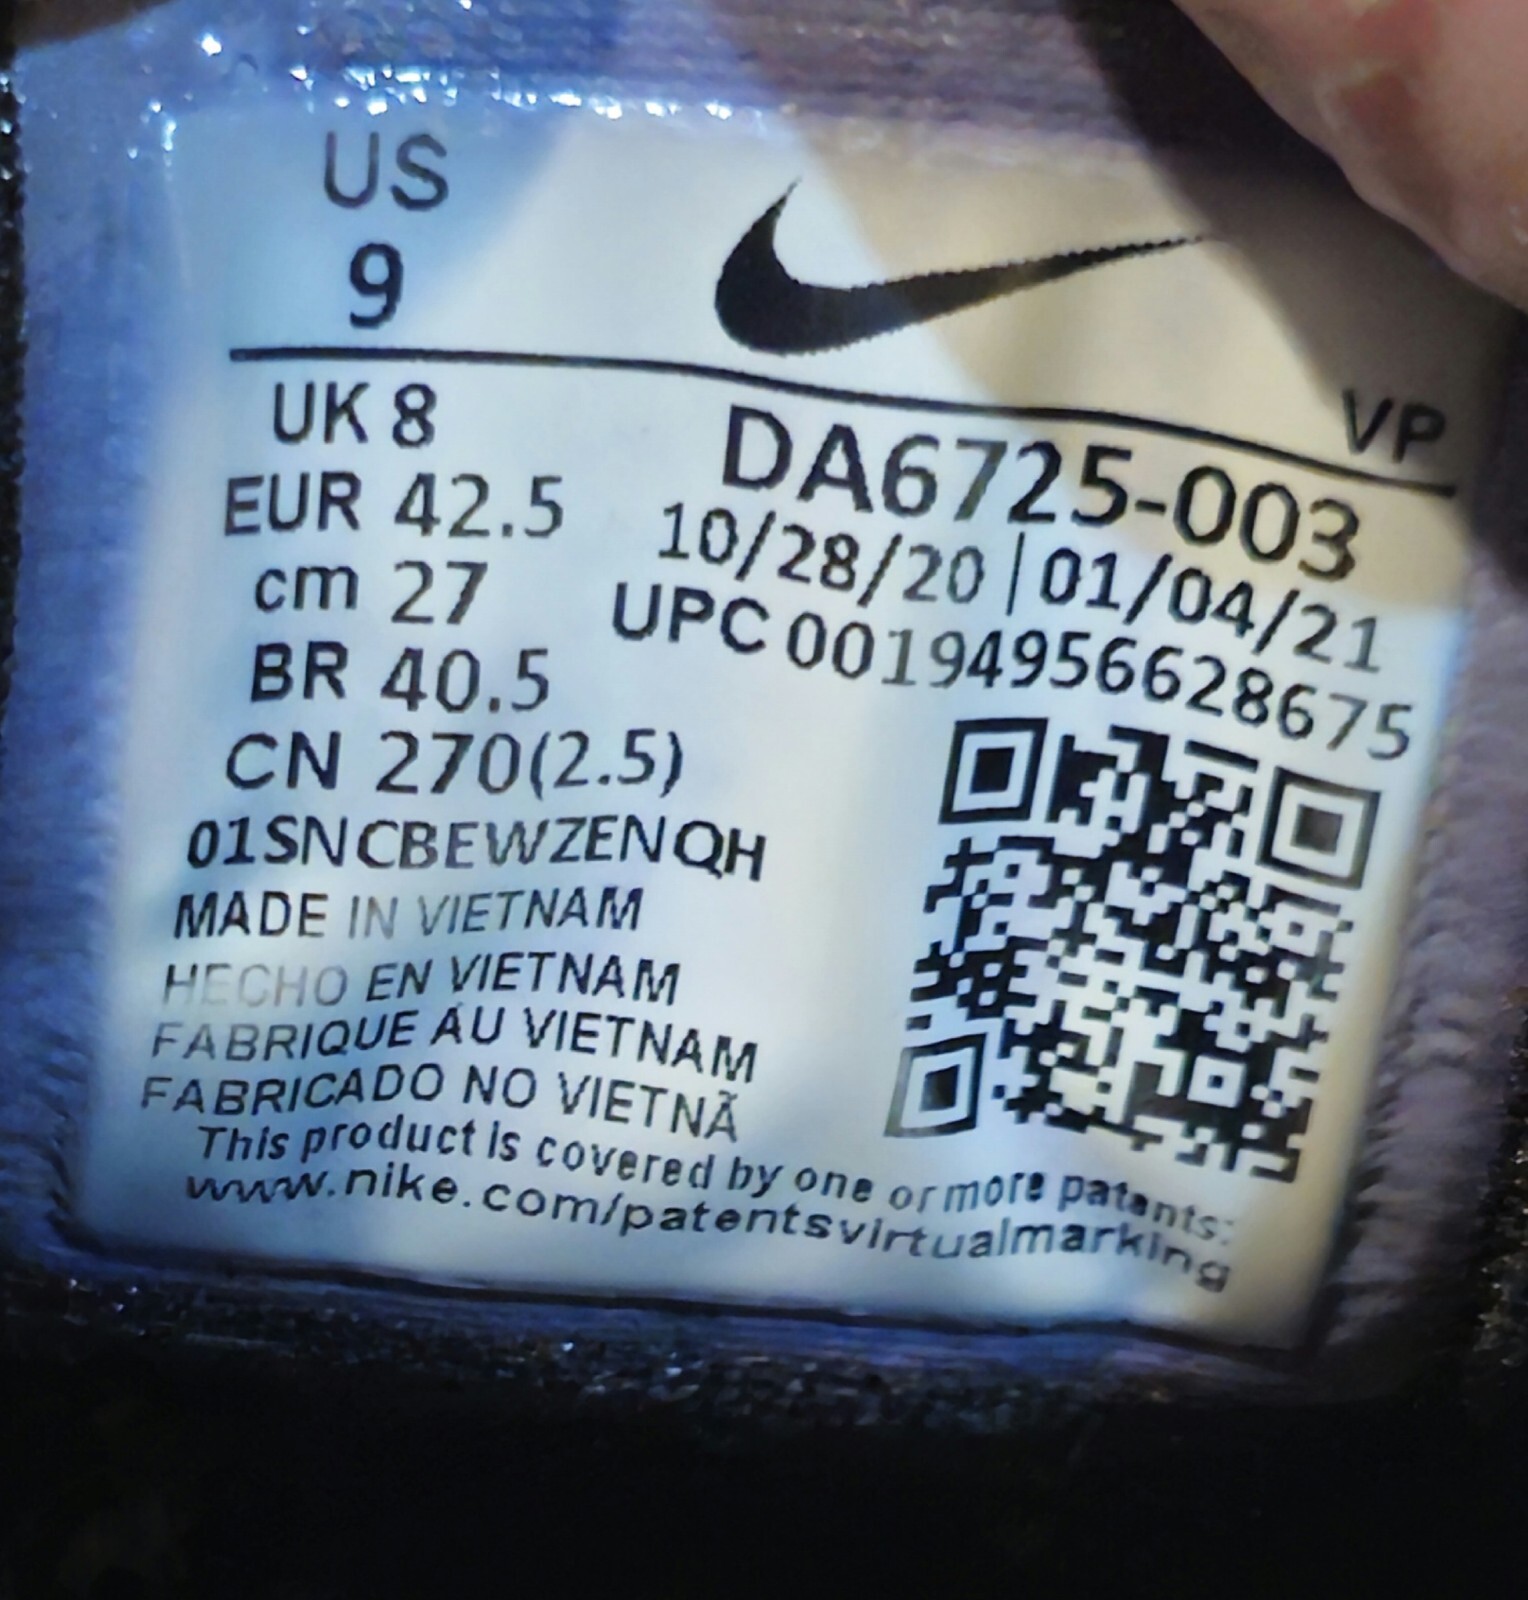 US
9
VP
UK 8
EUR 42.5
cm 27
BR 40.5
CN 270(2.5)
DA6725-003
10/28/20|01/04/21
UPC 00194956628675
01SNCBEWZENQH
MADE IN VIETNAM
HECHO EN VIETNAM
FABRIQUE AU VIETNAM
FABRICADO NO VIETNÃ
This product is covered by one or more patents:
www.nike.com/patentsvirtualmarking